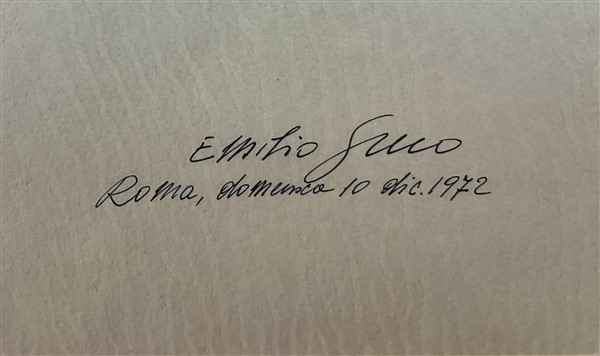 Emilio Greco
Roma, domenica 10 dic. 1972